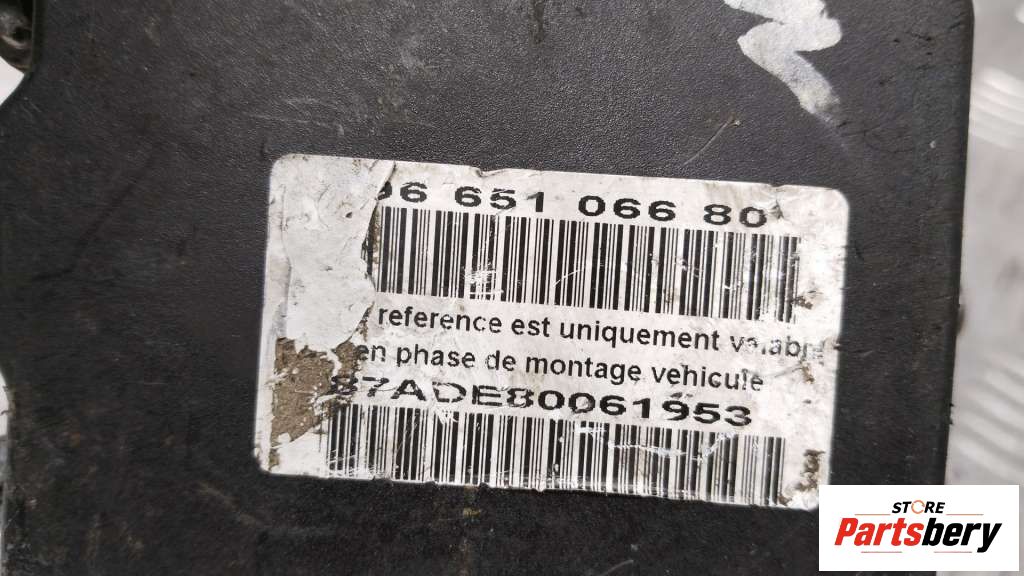 96 651 066 80
reference est uniquement valable
en phase de montage vehicule
87ADE80061953
STORE
Partsbery